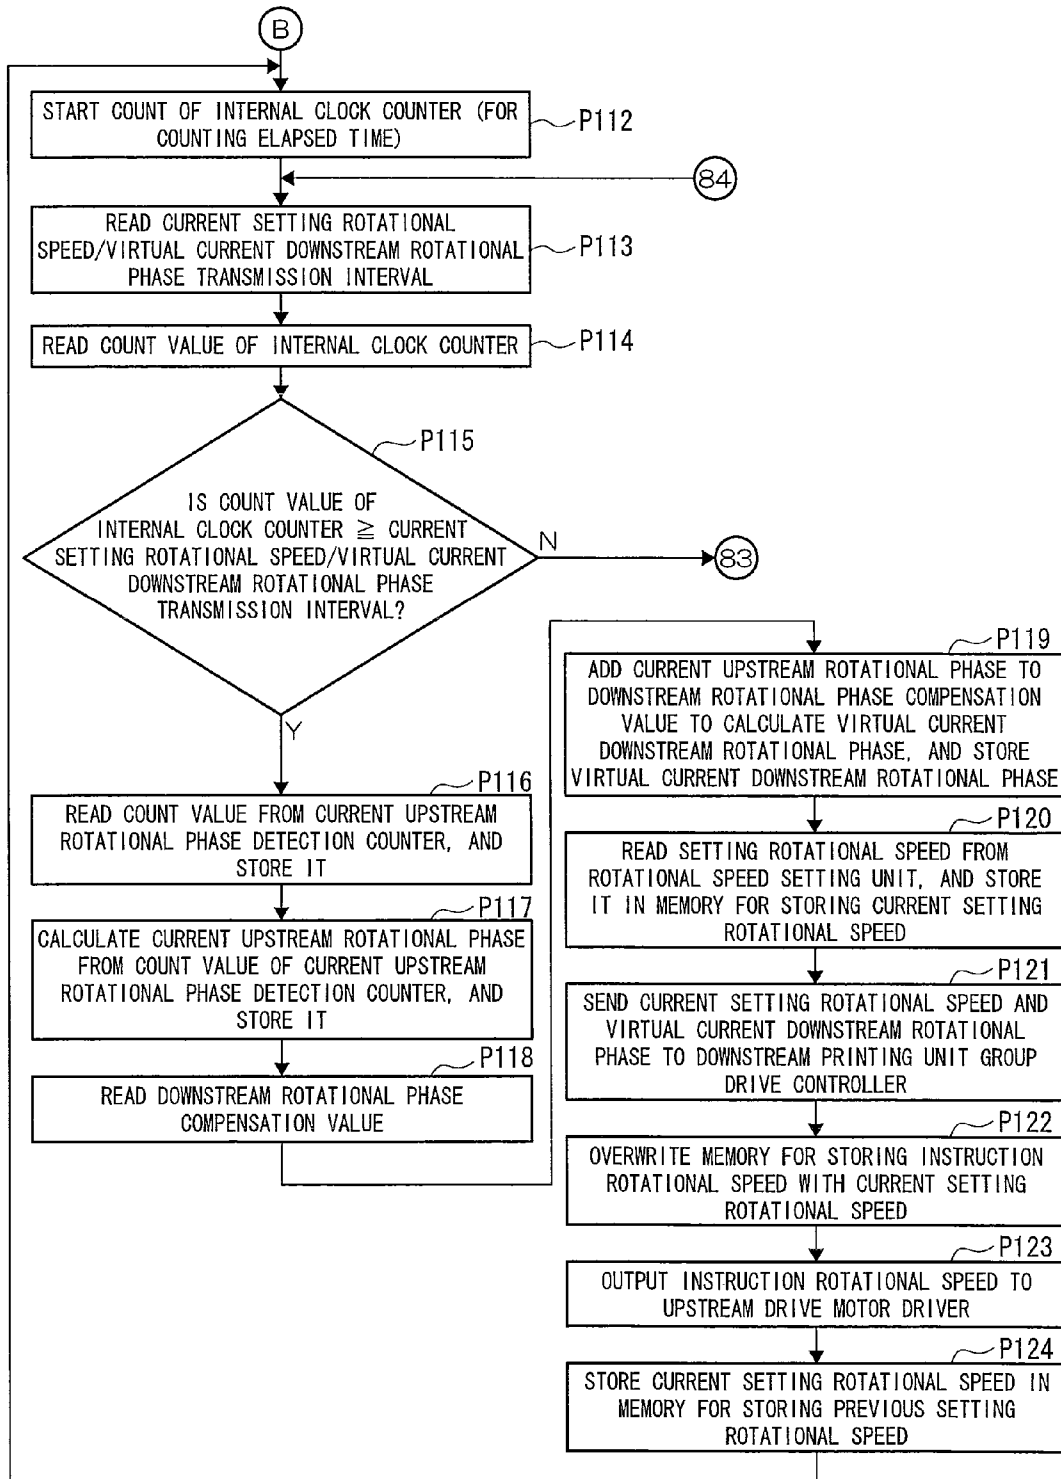 B
START COUNT OF INTERNAL CLOCK COUNTER (FOR
COUNTING ELAPSED TIME)
P112
84
READ CURRENT SETTING ROTATIONAL
SPEED/VIRTUAL CURRENT DOWNSTREAM ROTATIONAL
PHASE TRANSMISSION INTERVAL
P113
READ COUNT VALUE OF INTERNAL CLOCK COUNTER
P114
P115
IS COUNT VALUE OF
INTERNAL CLOCK COUNTER ≧ CURRENT
SETTING ROTATIONAL SPEED/VIRTUAL CURRENT
DOWNSTREAM ROTATIONAL PHASE
TRANSMISSION INTERVAL?
N
83
Y
P116
READ COUNT VALUE FROM CURRENT UPSTREAM
ROTATIONAL PHASE DETECTION COUNTER, AND
STORE IT
P117
CALCULATE CURRENT UPSTREAM ROTATIONAL PHASE
FROM COUNT VALUE OF CURRENT UPSTREAM
ROTATIONAL PHASE DETECTION COUNTER, AND
STORE IT
P118
READ DOWNSTREAM ROTATIONAL PHASE
COMPENSATION VALUE
P119
ADD CURRENT UPSTREAM ROTATIONAL PHASE TO
DOWNSTREAM ROTATIONAL PHASE COMPENSATION
VALUE TO CALCULATE VIRTUAL CURRENT
DOWNSTREAM ROTATIONAL PHASE, AND STORE
VIRTUAL CURRENT DOWNSTREAM ROTATIONAL PHASE
P120
READ SETTING ROTATIONAL SPEED FROM
ROTATIONAL SPEED SETTING UNIT, AND STORE
IT IN MEMORY FOR STORING CURRENT SETTING
ROTATIONAL SPEED
P121
SEND CURRENT SETTING ROTATIONAL SPEED AND
VIRTUAL CURRENT DOWNSTREAM ROTATIONAL
PHASE TO DOWNSTREAM PRINTING UNIT GROUP
DRIVE CONTROLLER
P122
OVERWRITE MEMORY FOR STORING INSTRUCTION
ROTATIONAL SPEED WITH CURRENT SETTING
ROTATIONAL SPEED
P123
OUTPUT INSTRUCTION ROTATIONAL SPEED TO
UPSTREAM DRIVE MOTOR DRIVER
P124
STORE CURRENT SETTING ROTATIONAL SPEED IN
MEMORY FOR STORING PREVIOUS SETTING
ROTATIONAL SPEED